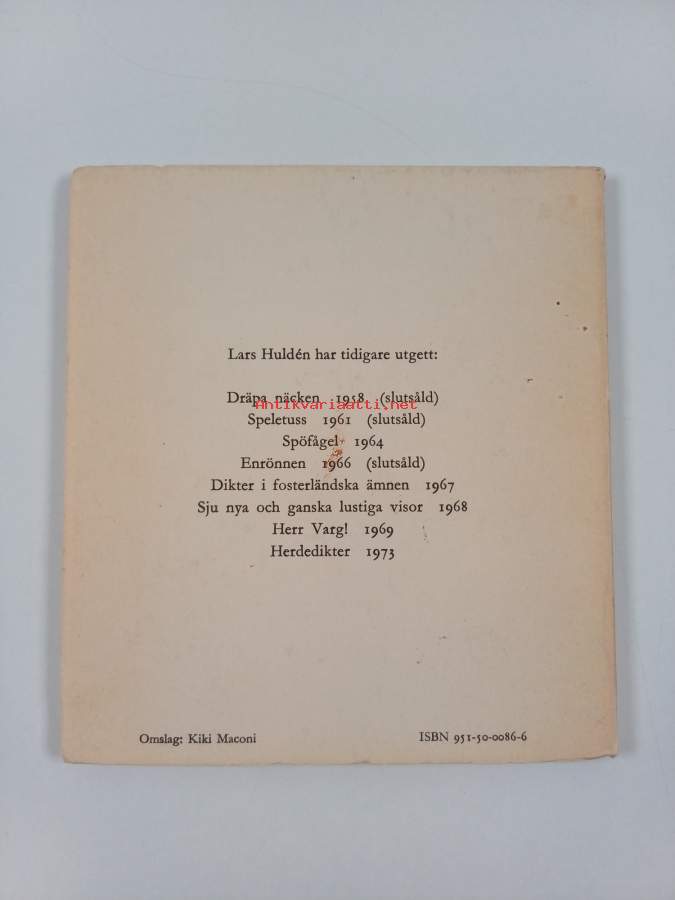 Lars Huldén har tidigare utgett:
Dräpa näcken 1958 (slutsåld)
Antikvariaatti.net
Speletuss 1961 (slutsåld)
Spöfågel 1964
Enrönnen 1966 (slutsåld)
Dikter i fosterländska ämnen 1967
Sju nya och ganska lustiga visor 1968
Herr Varg! 1969
Herdedikter 1973
Omslag: Kiki Maconi
ISBN 951-50-0086-6